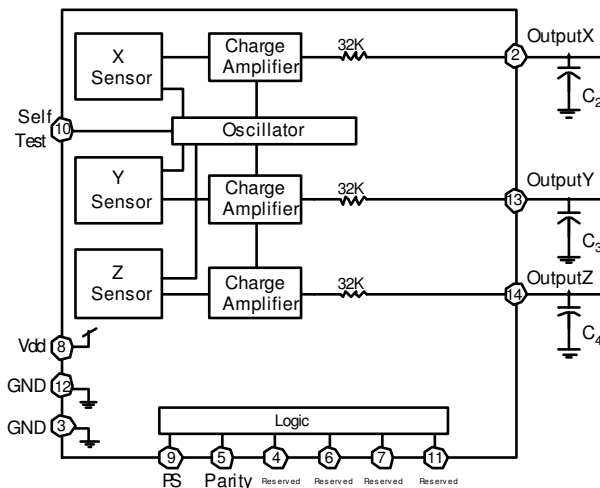 X
Sensor
Charge
Amplifier
32K
2
OutputX
C2
Self
Test
10
Oscillator
Y
Sensor
Charge
Amplifier
32K
13
OutputY
C3
Z
Sensor
Charge
Amplifier
32K
14
OutputZ
C4
Vdd
8
GND
12
GND
3
Logic
9
5
4
6
7
11
PS
Parity
Reserved
Reserved
Reserved
Reserved